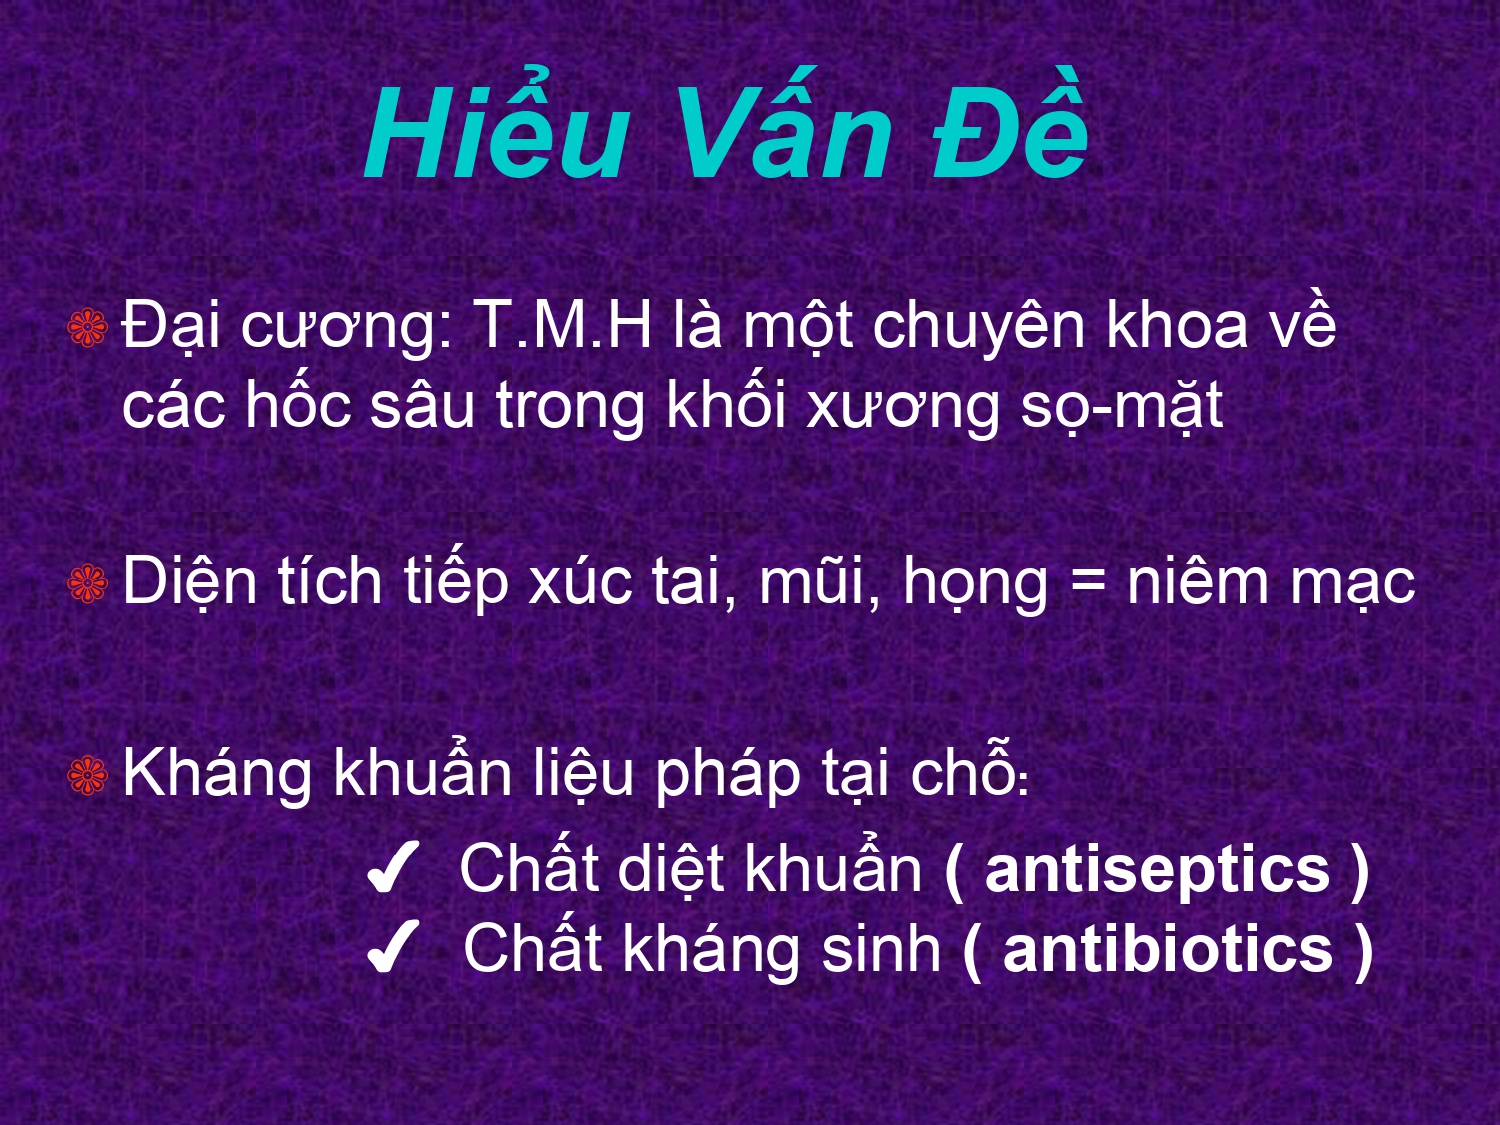 Hiểu Vấn Đề
❁ Đại cương: T.M.H là một chuyên khoa về
các hốc sâu trong khối xương sọ-mặt
❁ Diện tích tiếp xúc tai, mũi, họng = niêm mạc
❁ Kháng khuẩn liệu pháp tại chỗ:
✔ Chất diệt khuẩn ( antiseptics )
✔ Chất kháng sinh ( antibiotics )